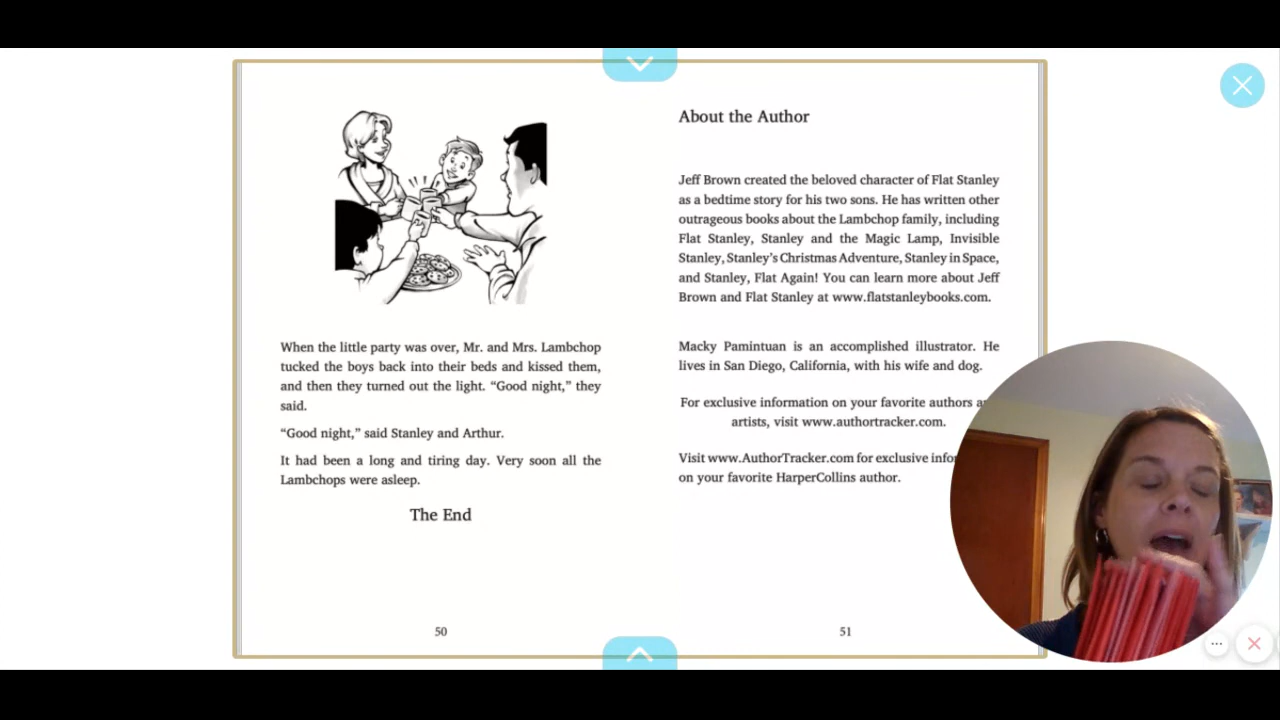 When the little party was over, Mr. and Mrs. Lambchop
tucked the boys back into their beds and kissed them,
and then they turned out the light. “Good night,” they
said.
“Good night,” said Stanley and Arthur.
It had been a long and tiring day. Very soon all the
Lambchops were asleep.
The End
50
About the Author
Jeff Brown created the beloved character of Flat Stanley
as a bedtime story for his two sons. He has written other
outrageous books about the Lambchop family, including
Flat Stanley, Stanley and the Magic Lamp, Invisible
Stanley, Stanley’s Christmas Adventure, Stanley in Space,
and Stanley, Flat Again! You can learn more about Jeff
Brown and Flat Stanley at www.flatstanleybooks.com.
Macky Pamintuan is an accomplished illustrator. He
lives in San Diego, California, with his wife and dog.
For exclusive information on your favorite authors
artists, visit www.authortracker.com.
Visit www.AuthorTracker.com for exclusive
on your favorite HarperCollins author.
51